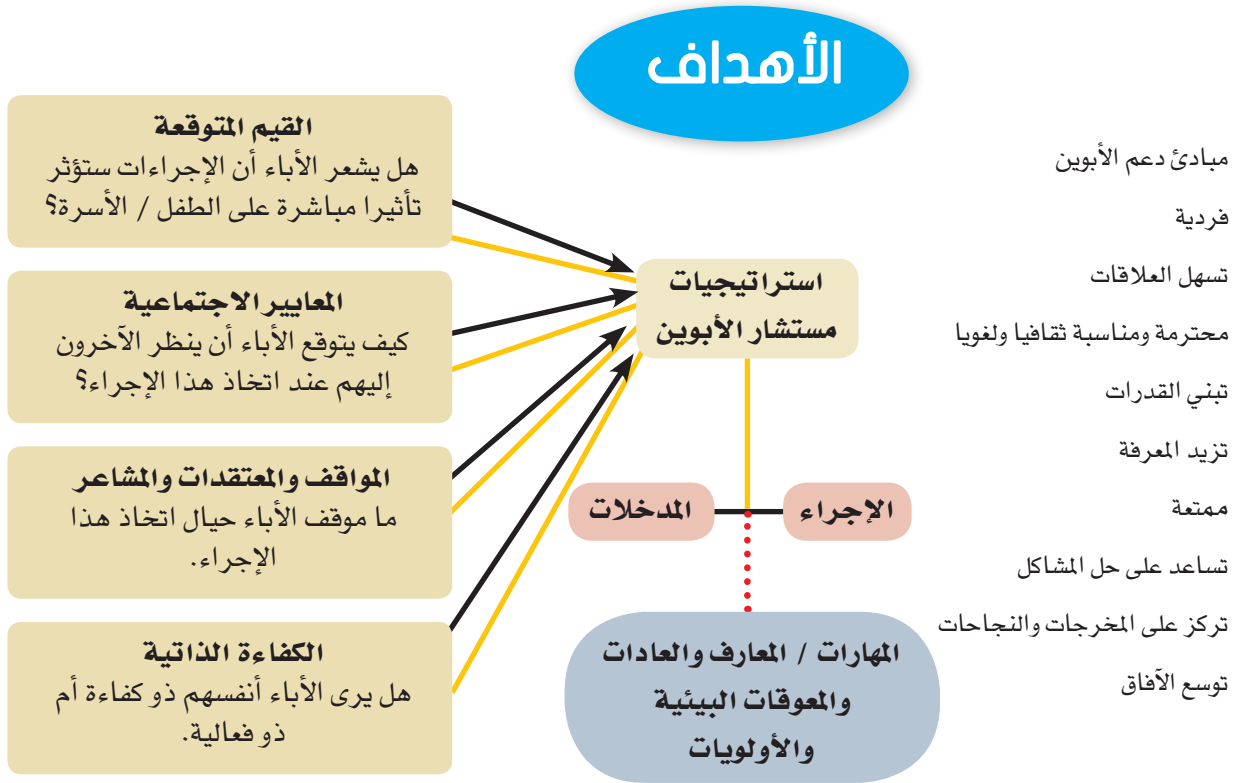 الأهداف
مبادئ دعم الأبوين
فردية
تسهل العلاقات
محترمة ومناسبة ثقافيا ولغويا
تبني القدرات
تزيد المعرفة
ممتعة
تساعد على حل المشاكل
تركز على المخرجات والنجاحات
توسع الآفاق
استراتيجيات
مستشار الأبوين
الإجراء
المدخلات
المهارات / المعارف والعادات
والمعوقات البيئية
والأولويات
القيم المتوقعة
هل يشعر الأباء أن الإجراءات ستؤثر
تأثيرا مباشرة على الطفل / الأسرة؟
المعايير الاجتماعية
كيف يتوقع الأباء أن ينظر الآخرون
إليهم عند اتخاذ هذا الإجراء؟
المواقف والمعتقدات والمشاعر
ما موقف الأباء حيال اتخاذ هذا
الإجراء.
الكفاءة الذاتية
هل يرى الأباء أنفسهم ذو كفاءة أم
ذو فعالية.